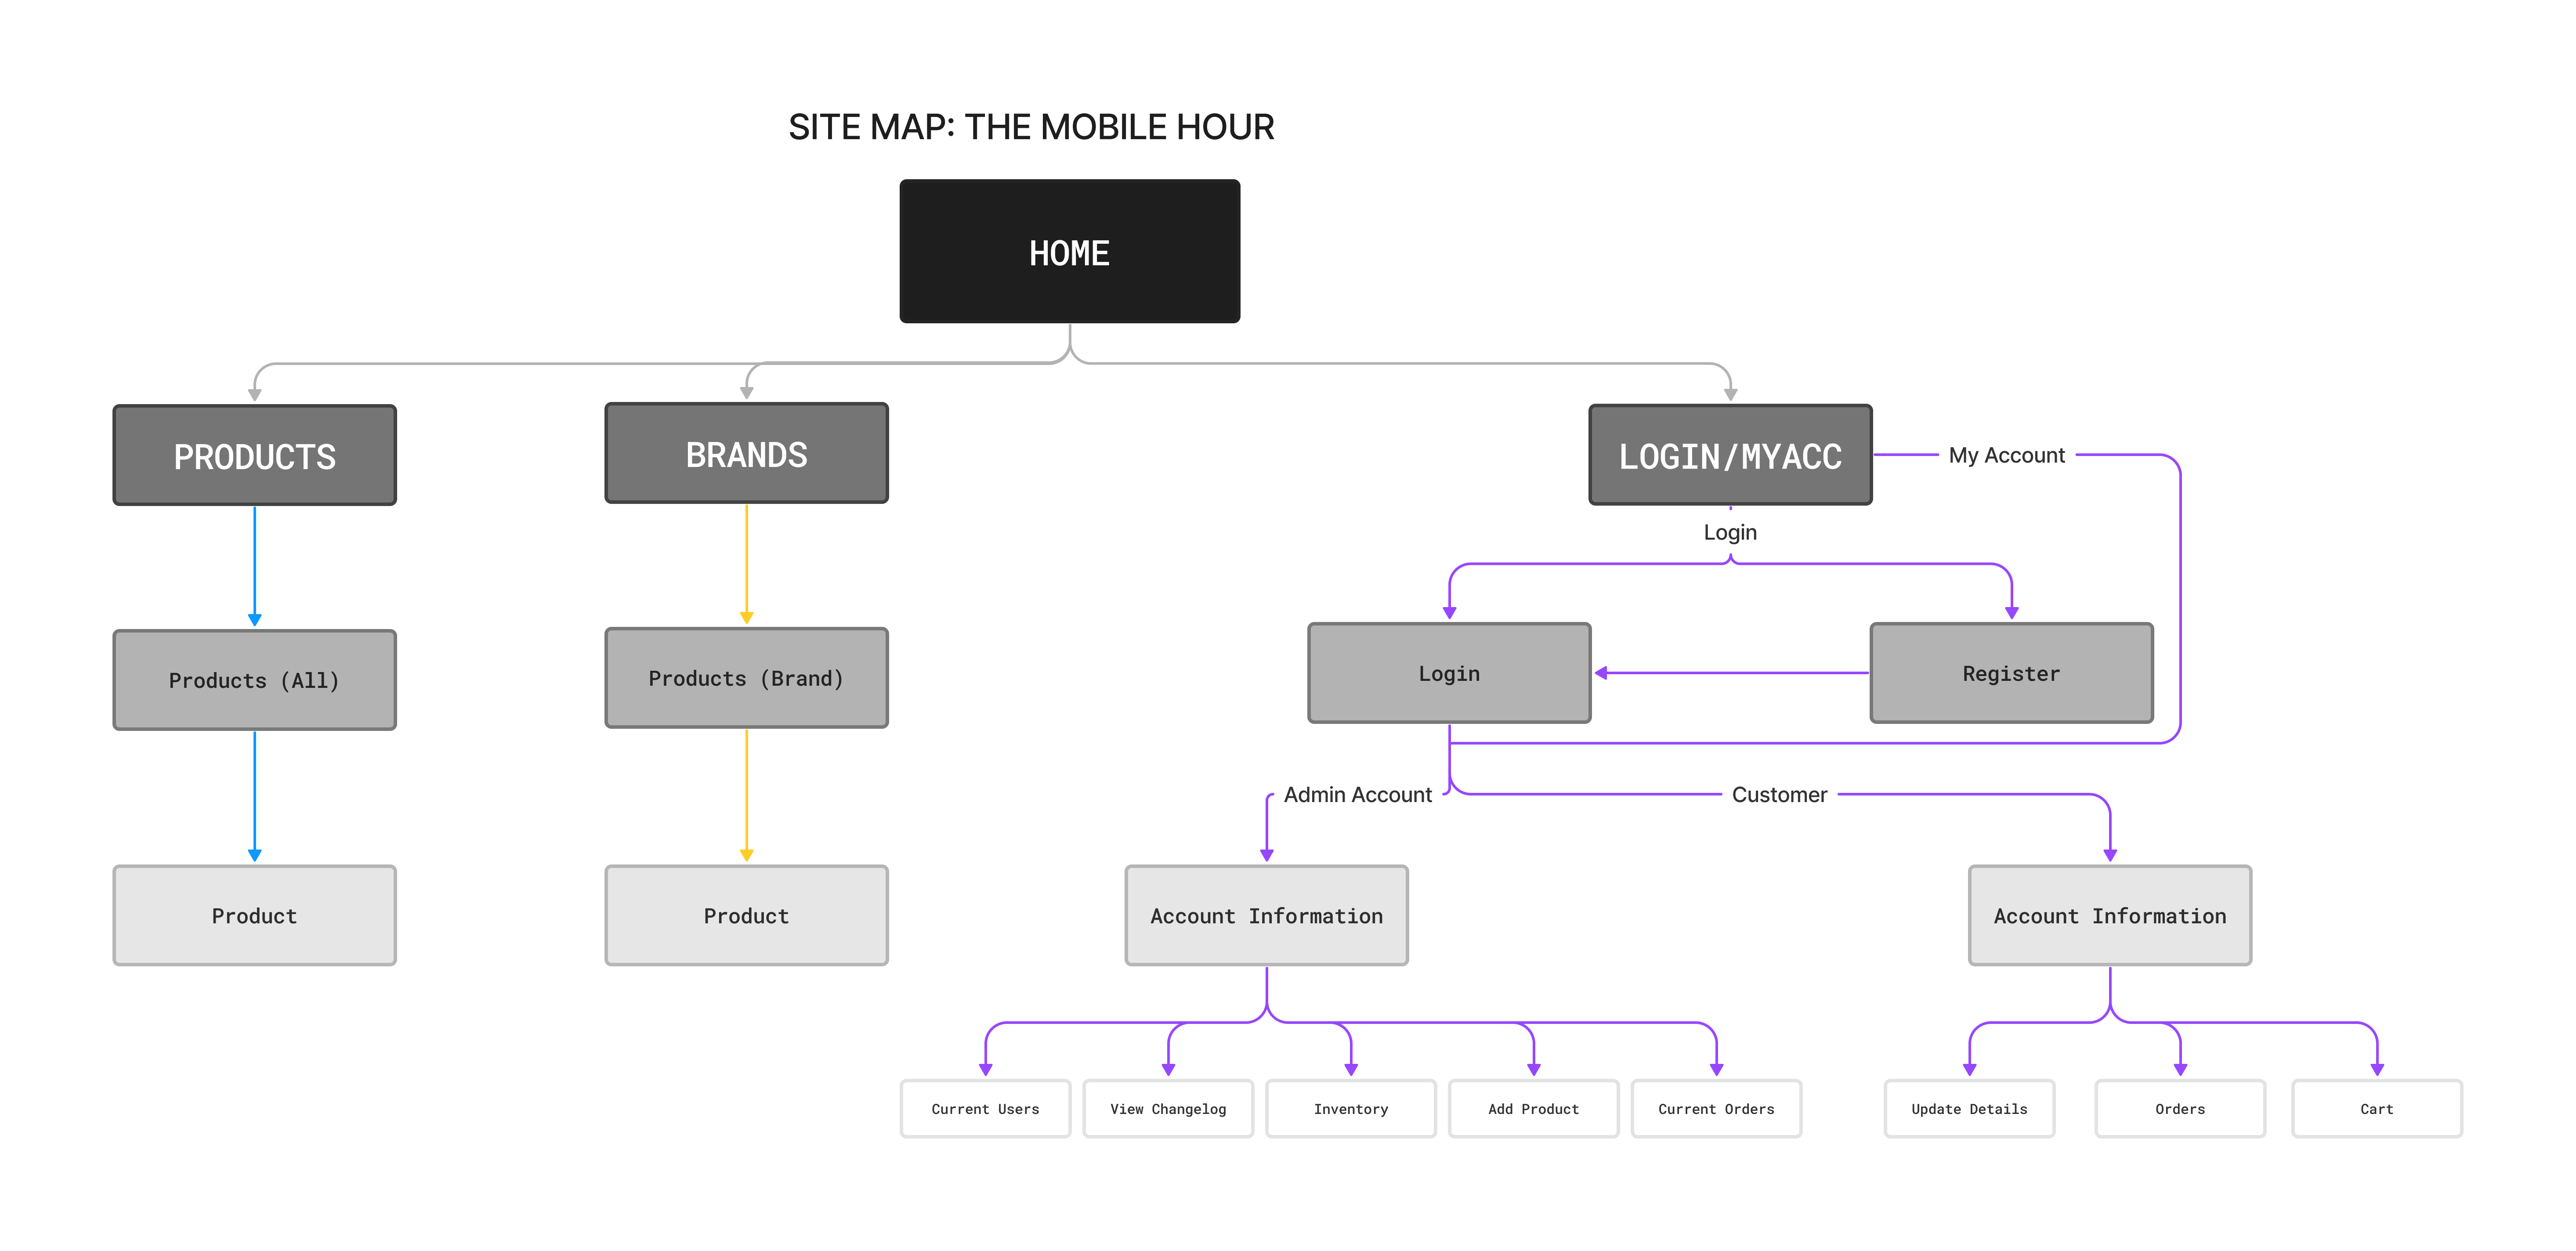 SITE MAP: THE MOBILE HOUR
HOME
PRODUCTS
BRANDS
LOGIN/MYACC
My Account
Login
Products (All)
Products (Brand)
Login
Register
Admin Account
Customer
Product
Product
Account Information
Account Information
Current Users
View Changelog
Inventory
Add Product
Current Orders
Update Details
Orders
Cart